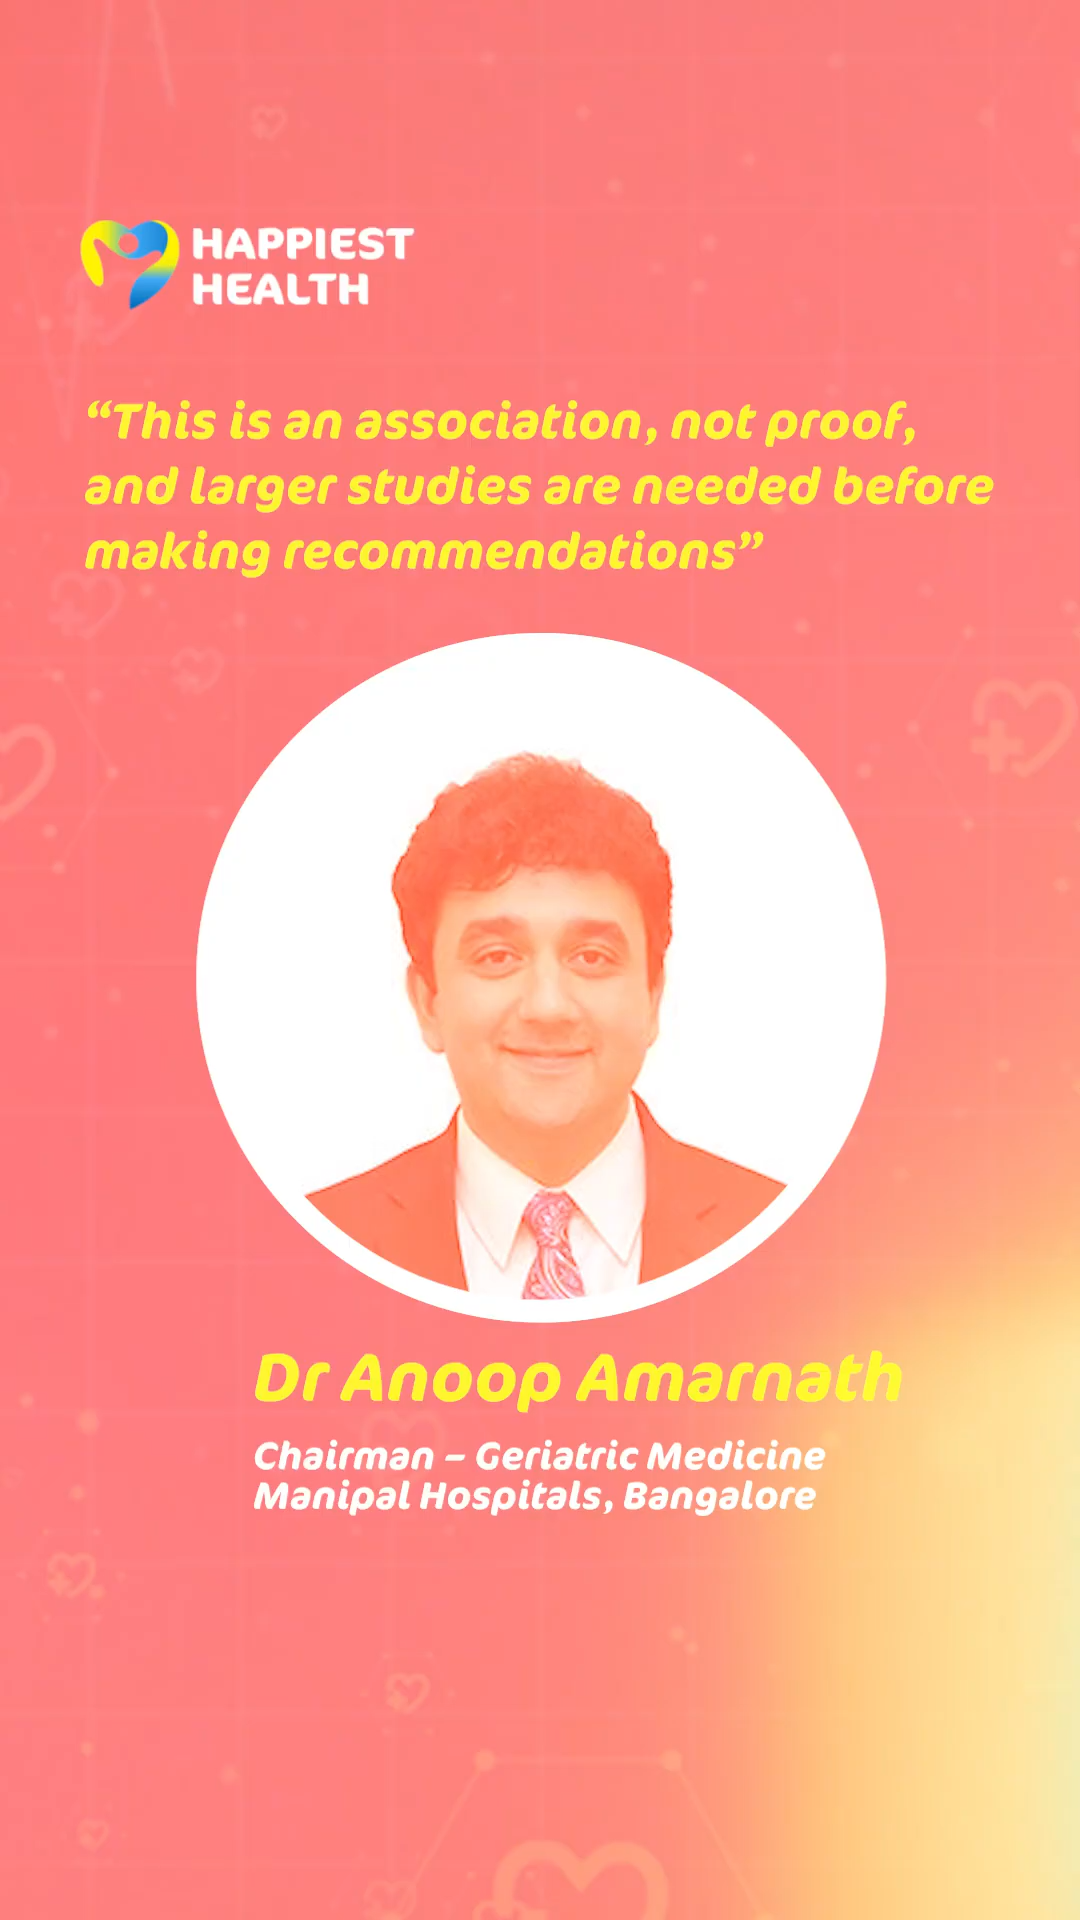 HAPPIEST
HEALTH
“This is an association, not proof,
and larger studies are needed before
making recommendations”
Dr Anoop Amarnath
Chairman – Geriatric Medicine
Manipal Hospitals, Bangalore